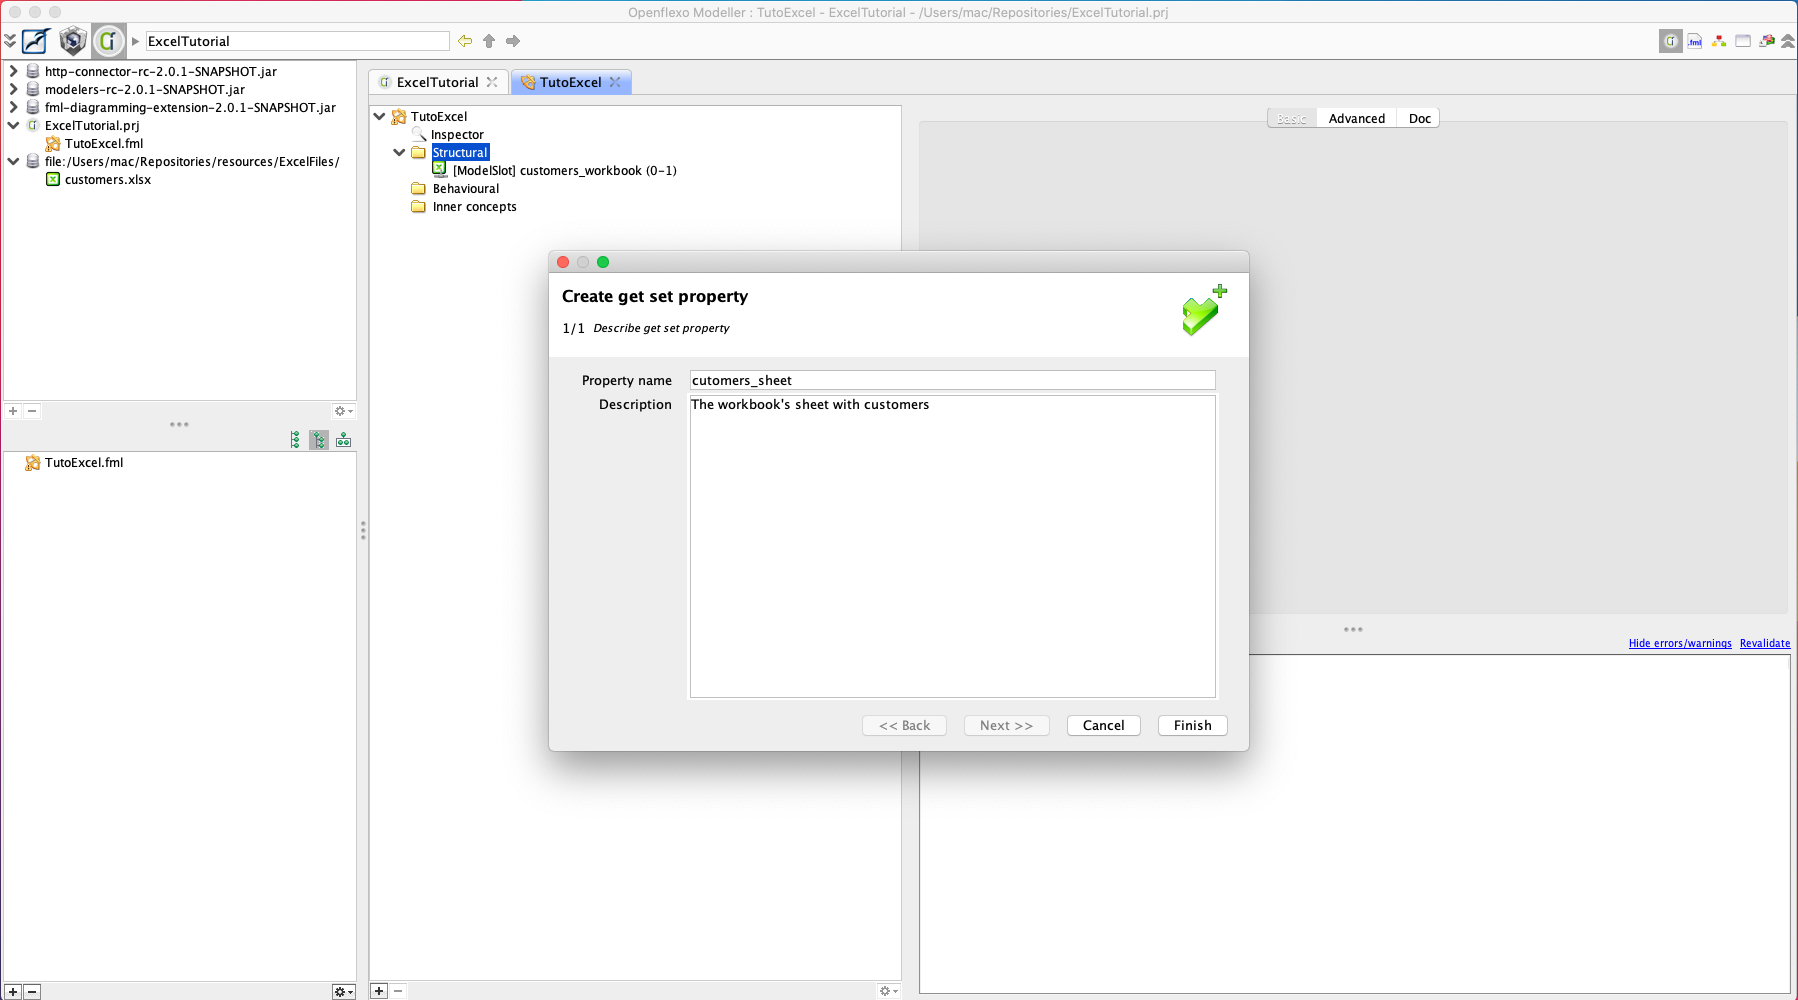 Openflexo Modeller : TutoExcel - ExcelTutorial - /Users/mac/Repositories/ExcelTutorial.prj
ExcelTutorial
.fml
http-connector-rc-2.0.1-SNAPSHOT.jar
modelers-rc-2.0.1-SNAPSHOT.jar
fml-diagramming-extension-2.0.1-SNAPSHOT.jar
ExcelTutorial.prj
TutoExcel.fml
file:/Users/mac/Repositories/resources/ExcelFiles/
customers.xlsx
TutoExcel.fml
ExcelTutorial
TutoExcel
TutoExcel
Inspector
Structural
[ModelSlot] customers_workbook (0-1)
Behavioural
Inner concepts
Basic
Advanced
Doc
Create get set property
1/1 Describe get set property
Property name
cutomers_sheet
Description
The workbook's sheet with customers
<< Back
Next >>
Cancel
Finish
Hide errors/warnings
Revalidate